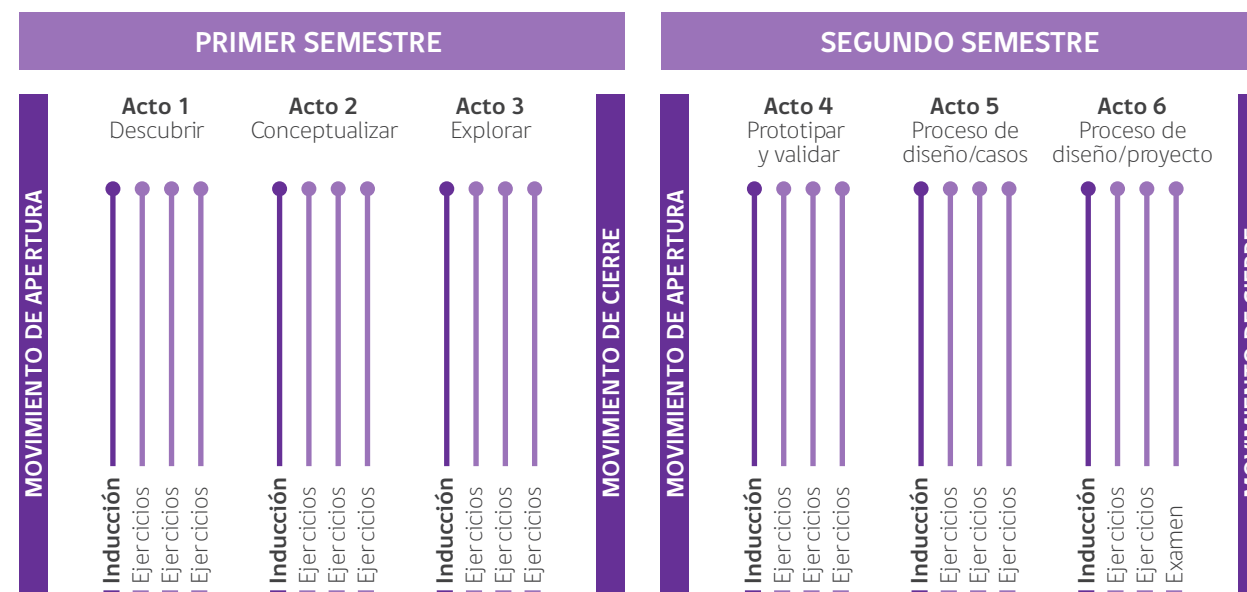 PRIMER SEMESTRE
MOVIMIENTO DE APERTURA
Acto 1
Descubrir
Inducción
Ejercicios
Ejercicios
Ejercicios
Acto 2
Conceptualizar
Inducción
Ejercicios
Ejercicios
Ejercicios
Acto 3
Explorar
Inducción
Ejercicios
Ejercicios
Ejercicios
MOVIMIENTO DE CIERRE
SEGUNDO SEMESTRE
MOVIMIENTO DE APERTURA
Acto 4
Prototipar
y validar
Inducción
Ejercicios
Ejercicios
Ejercicios
Acto 5
Proceso de
diseño/casos
Inducción
Ejercicios
Ejercicios
Ejercicios
Acto 6
Proceso de
diseño/proyecto
Inducción
Ejercicios
Ejercicios
Examen